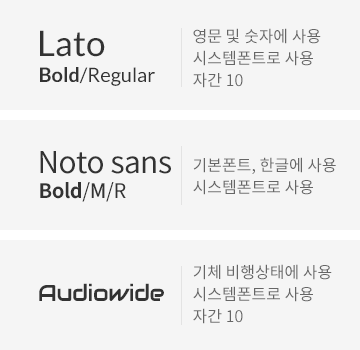 Lato
Bold/Regular
영문 및 숫자에 사용
시스템폰트로 사용
자간 10
Noto sans
Bold/M/R
기본폰트, 한글에 사용
시스템폰트로 사용
Audiowide
기체 비행상태에 사용
시스템폰트로 사용
자간 10